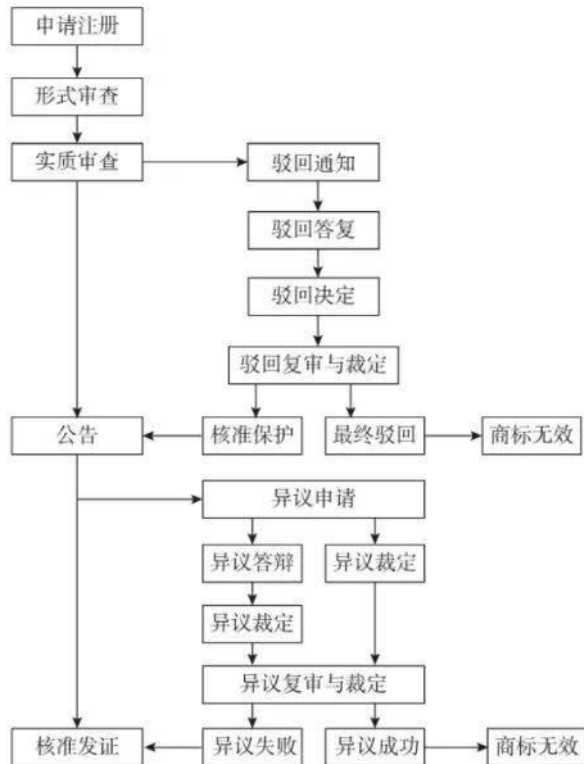 申请注册
形式审查
实质审查
驳回通知
驳回答复
驳回决定
驳回复审与裁定
公告
核准保护
最终驳回
商标无效
异议申请
异议答辩
异议裁定
异议裁定
异议复审与裁定
核准发证
异议失败
异议成功
商标无效